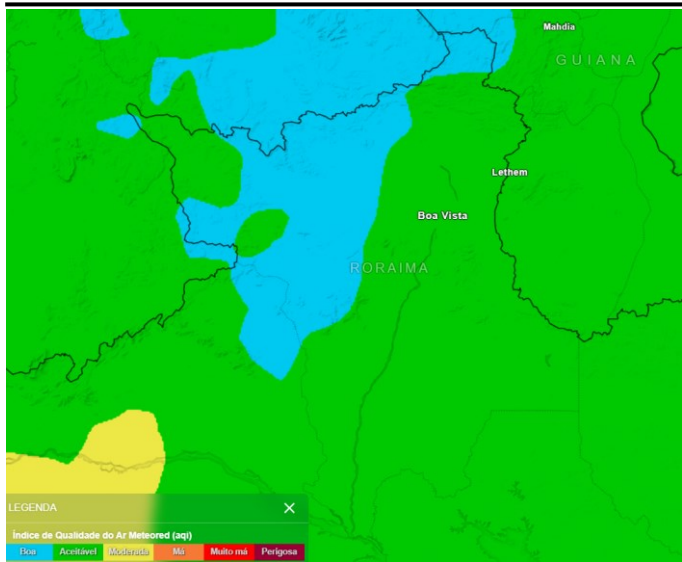 Mahdia
GUIANA
Lethem
Boa Vista
RORAIMA
LEGENDA
Índice de Qualidade do Ar Meteored (aqi)
Boa Aceitável Moderada Má Muito má Perigosa